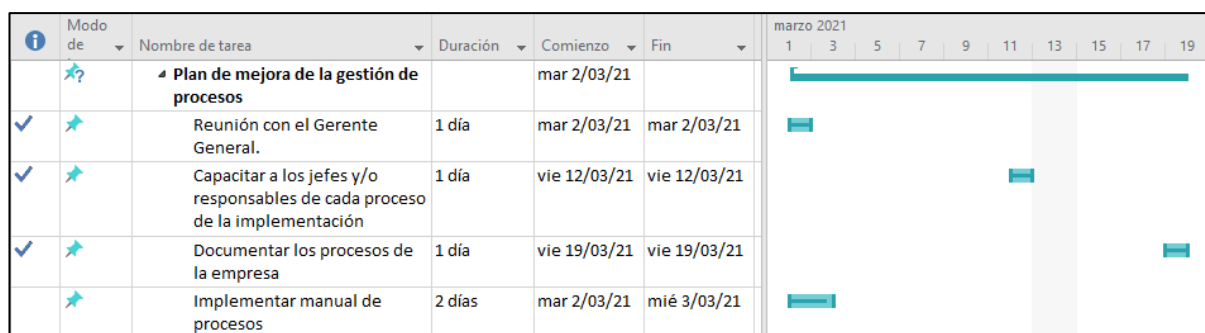 Modo
de
Nombre de tarea
Duración
Comienzo
Fin
marzo 2021
1 3 5 7 9 11 13 15 17 19
Plan de mejora de la gestión de
procesos
mar 2/03/21
Reunión con el Gerente
General.
1 día
mar 2/03/21
mar 2/03/21
Capacitar a los jefes y/o
responsables de cada proceso
de la implementación
1 día
vie 12/03/21
vie 12/03/21
Documentar los procesos de
la empresa
1 día
vie 19/03/21
vie 19/03/21
Implementar manual de
procesos
2 días
mar 2/03/21
mié 3/03/21